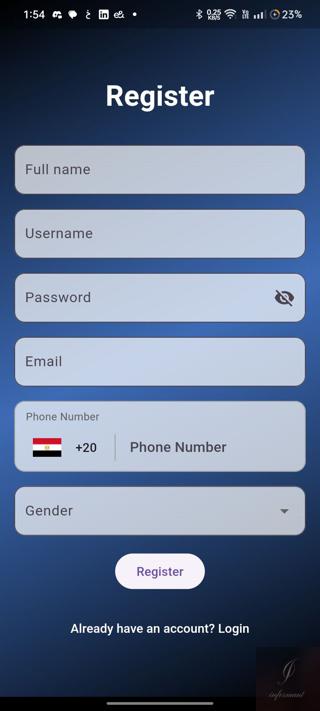 1:54 خ in e& 0.25 KB/S 23%
Register
Full name
Username
Password
Email
Phone Number
+20 Phone Number
Gender
Register
Already have an account? Login
informant